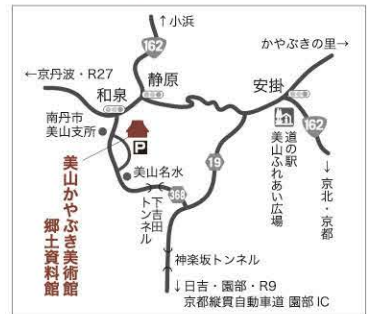 ↑小浜
162
かやぶきの里→
←京丹波・R27
静原
安掛
和泉
南丹市
美山支所
P
162
道の駅
美山ふれあい広場
19
美山名水
368
下吉田
トンネル
↓京北・京都
美山かやぶき美術館
郷土資料館
神楽坂トンネル
↓日吉・園部・R9
京都縦貫自動車道 園部IC